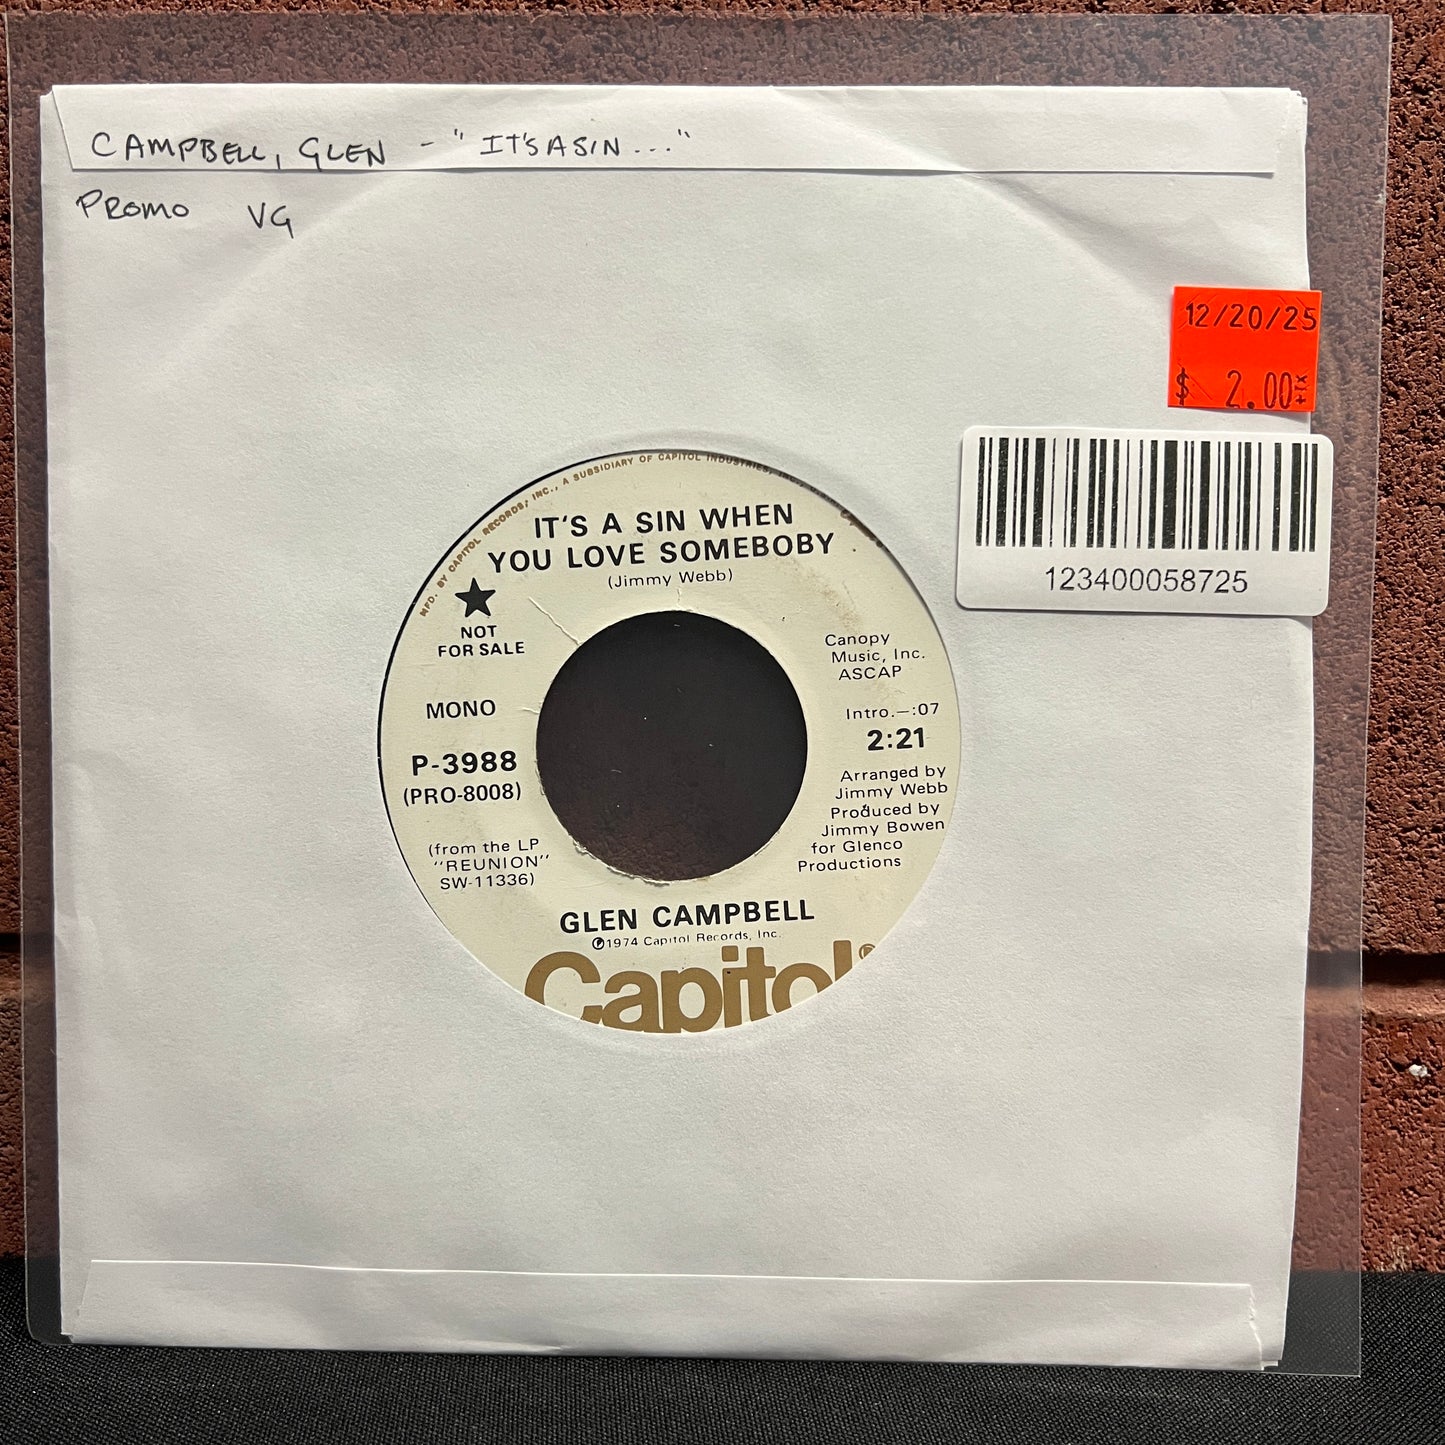 CAMPBELL, GLEN - "IT'S A SIN..."
PROMO VG
12/20/25
$ 2.00
123400058725
MFD. BY CAPITOL RECORDS, INC., A SUBSIDIARY OF CAPITOL INDUSTRIES, INC.,
IT'S A SIN WHEN
YOU LOVE SOMEBOBY
(Jimmy Webb)
★
NOT
FOR SALE
MONO
P-3988
(PRO-8008)
(from the LP
"REUNION"
SW-11336)
Canopy
Music, Inc.
ASCAP
Intro.—:07
2:21
Arranged by
Jimmy Webb
Produced by
Jimmy Bowen
for Glenco
Productions
GLEN CAMPBELL
℗1974 Capitol Records, Inc.
Capitol®